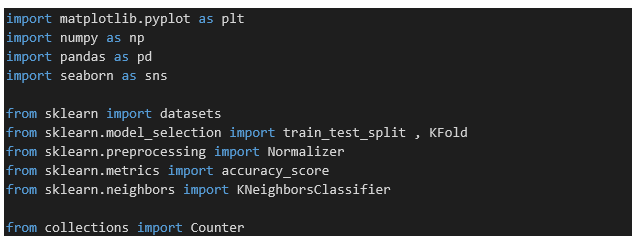 import matplotlib.pyplot as plt
import numpy as np
import pandas as pd
import seaborn as sns
from sklearn import datasets
from sklearn.model_selection import train_test_split , KFold
from sklearn.preprocessing import Normalizer
from sklearn.metrics import accuracy_score
from sklearn.neighbors import KNeighborsClassifier
from collections import Counter